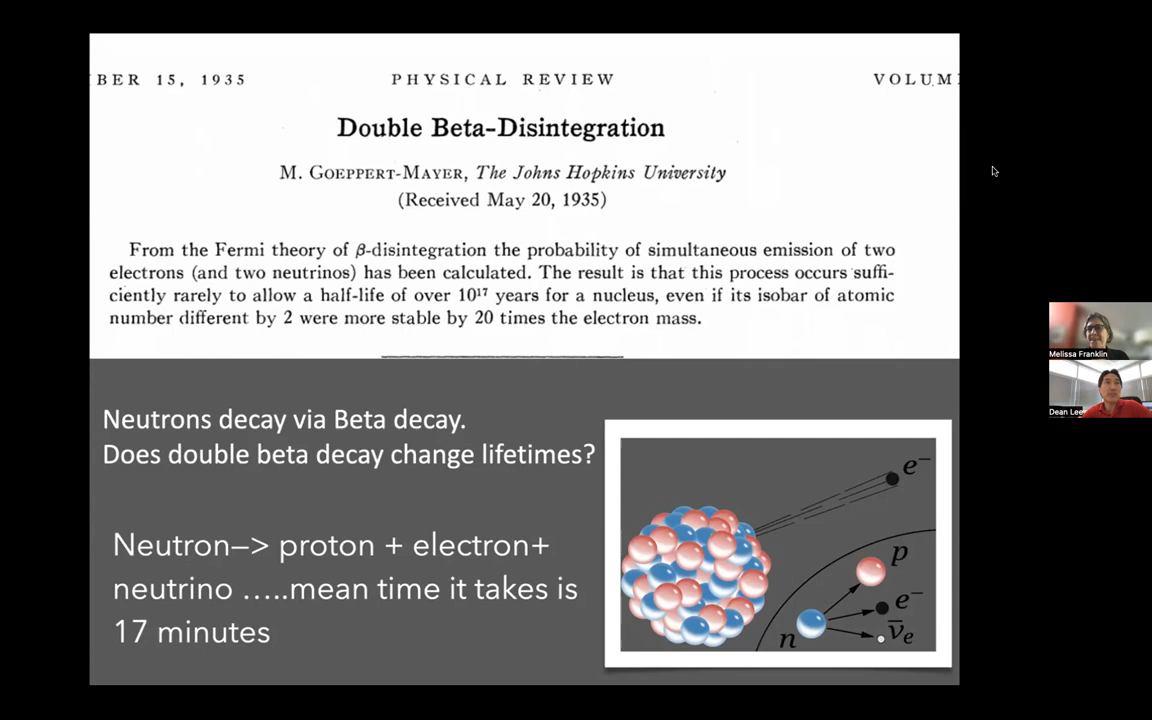 BER 15, 1935 PHYSICAL REVIEW VOLUM
Double Beta-Disintegration
M. GOEPPERT-MAYER, The Johns Hopkins University
(Received May 20, 1935)
From the Fermi theory of β-disintegration the probability of simultaneous emission of two
electrons (and two neutrinos) has been calculated. The result is that this process occurs suffi-
ciently rarely to allow a half-life of over 10¹⁷ years for a nucleus, even if its isobar of atomic
number different by 2 were more stable by 20 times the electron mass.
Neutrons decay via Beta decay.
Does double beta decay change lifetimes?
Neutron—> proton + electron+
neutrino …..mean time it takes is
17 minutes
e⁻
p
e⁻
n
ν̅ₑ
Melissa Franklin
Dean Lee